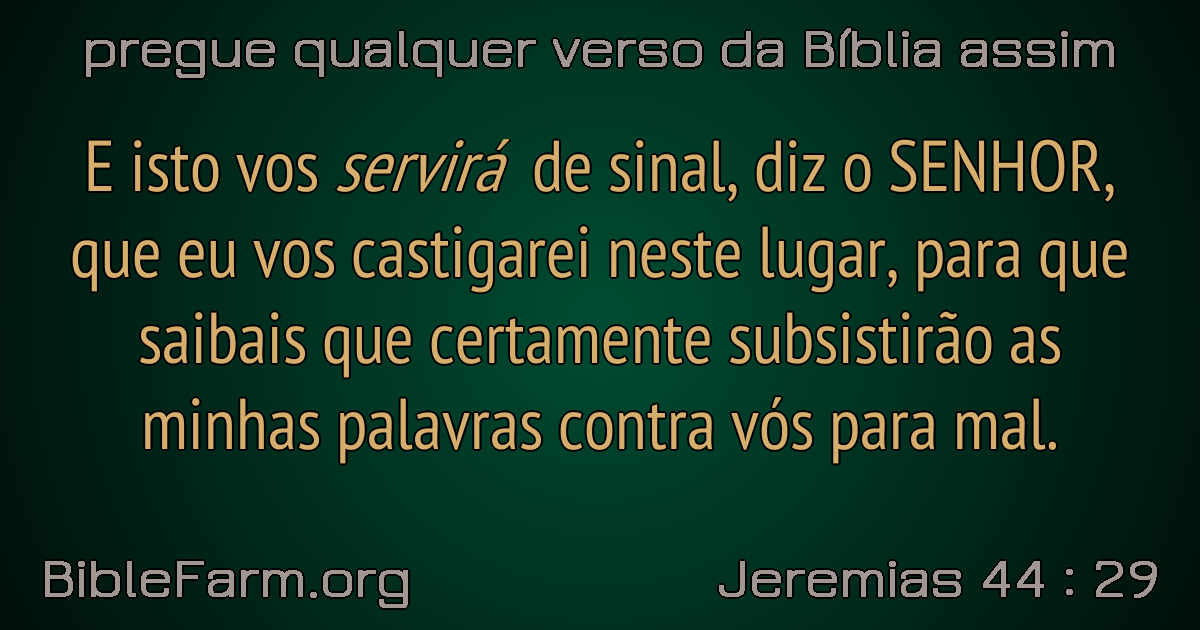 pregue qualquer verso da Bíblia assim
E isto vos servirá de sinal, diz o SENHOR,
que eu vos castigarei neste lugar, para que
saibais que certamente subsistirão as
minhas palavras contra vós para mal.
BibleFarm.org
Jeremias 44 : 29